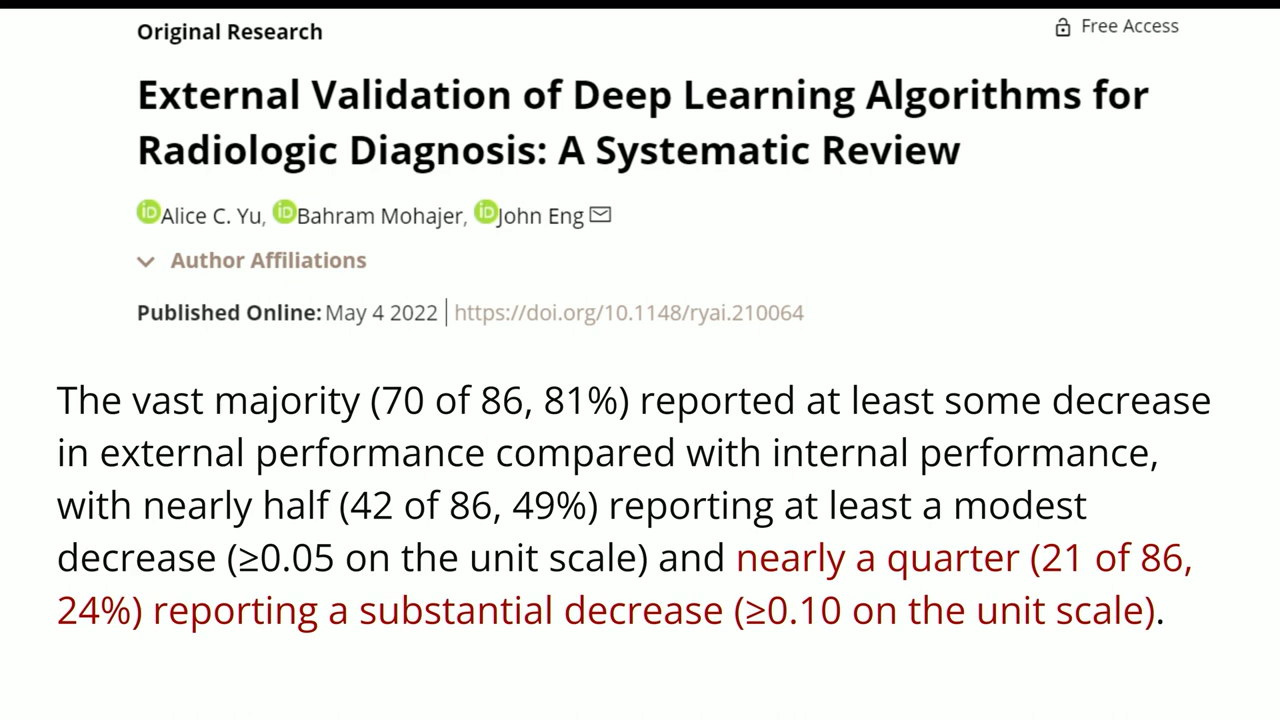 Original Research
Free Access
External Validation of Deep Learning Algorithms for
Radiologic Diagnosis: A Systematic Review
iD Alice C. Yu, iD Bahram Mohajer, iD John Eng
Author Affiliations
Published Online: May 4 2022 | https://doi.org/10.1148/ryai.210064
The vast majority (70 of 86, 81%) reported at least some decrease
in external performance compared with internal performance,
with nearly half (42 of 86, 49%) reporting at least a modest
decrease (≥0.05 on the unit scale) and nearly a quarter (21 of 86,
24%) reporting a substantial decrease (≥0.10 on the unit scale).